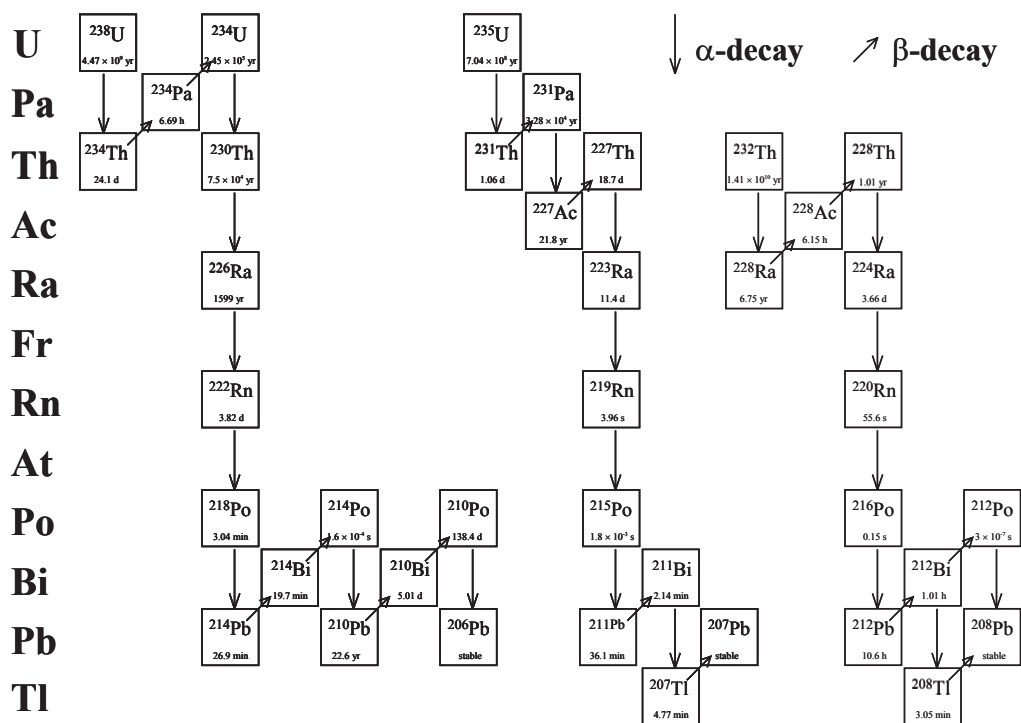 U
²³⁸U
4.47 × 10⁹ yr
²³⁴U
2.45 × 10⁵ yr
²³⁵U
7.04 × 10⁸ yr
α-decay
β-decay
Pa
²³⁴Pa
6.69 h
²³¹Pa
3.28 × 10⁴ yr
Th
²³⁴Th
24.1 d
²³⁰Th
7.5 × 10⁴ yr
²³¹Th
1.06 d
²²⁷Th
18.7 d
²³²Th
1.41 × 10¹⁰ yr
²²⁸Th
1.01 yr
Ac
²²⁷Ac
21.8 yr
²²⁸Ac
6.15 h
Ra
²²⁶Ra
1599 yr
²²³Ra
11.4 d
²²⁸Ra
6.75 yr
²²⁴Ra
3.66 d
Fr
Rn
²²²Rn
3.82 d
²¹⁹Rn
3.96 s
²²⁰Rn
55.6 s
At
Po
²¹⁸Po
3.04 min
²¹⁴Po
1.6 × 10⁻⁴ s
²¹⁰Po
138.4 d
²¹⁵Po
1.8 × 10⁻³ s
²¹⁶Po
0.15 s
²¹²Po
3 × 10⁻⁷ s
Bi
²¹⁴Bi
19.7 min
²¹⁰Bi
5.01 d
²¹¹Bi
2.14 min
²¹²Bi
1.01 h
Pb
²¹⁴Pb
26.9 min
²¹⁰Pb
22.6 yr
²⁰⁶Pb
stable
²¹¹Pb
36.1 min
²⁰⁷Pb
stable
²¹²Pb
10.6 h
²⁰⁸Pb
stable
Tl
²⁰⁷Tl
4.77 min
²⁰⁸Tl
3.05 min